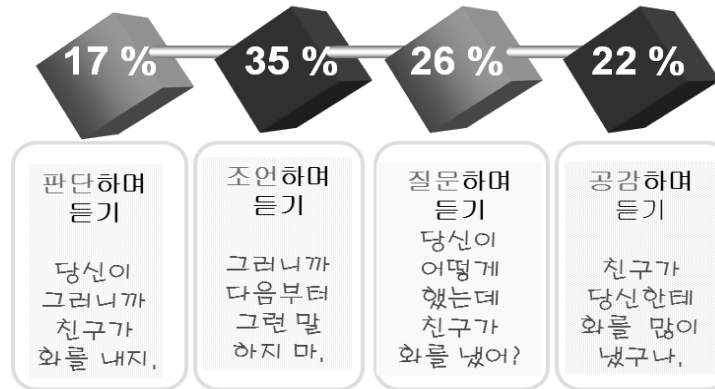 17 %
35 %
26 %
22 %
판단하며
듣기
당신이
그러니까
친구가
화를 내지.
조언하며
듣기
그러니까
다음부터
그런 말
하지 마.
질문하며
듣기
당신이
어떻게
했는데
친구가
화를 냈어?
공감하며
듣기
친구가
당신한테
화를 많이
냈구나.